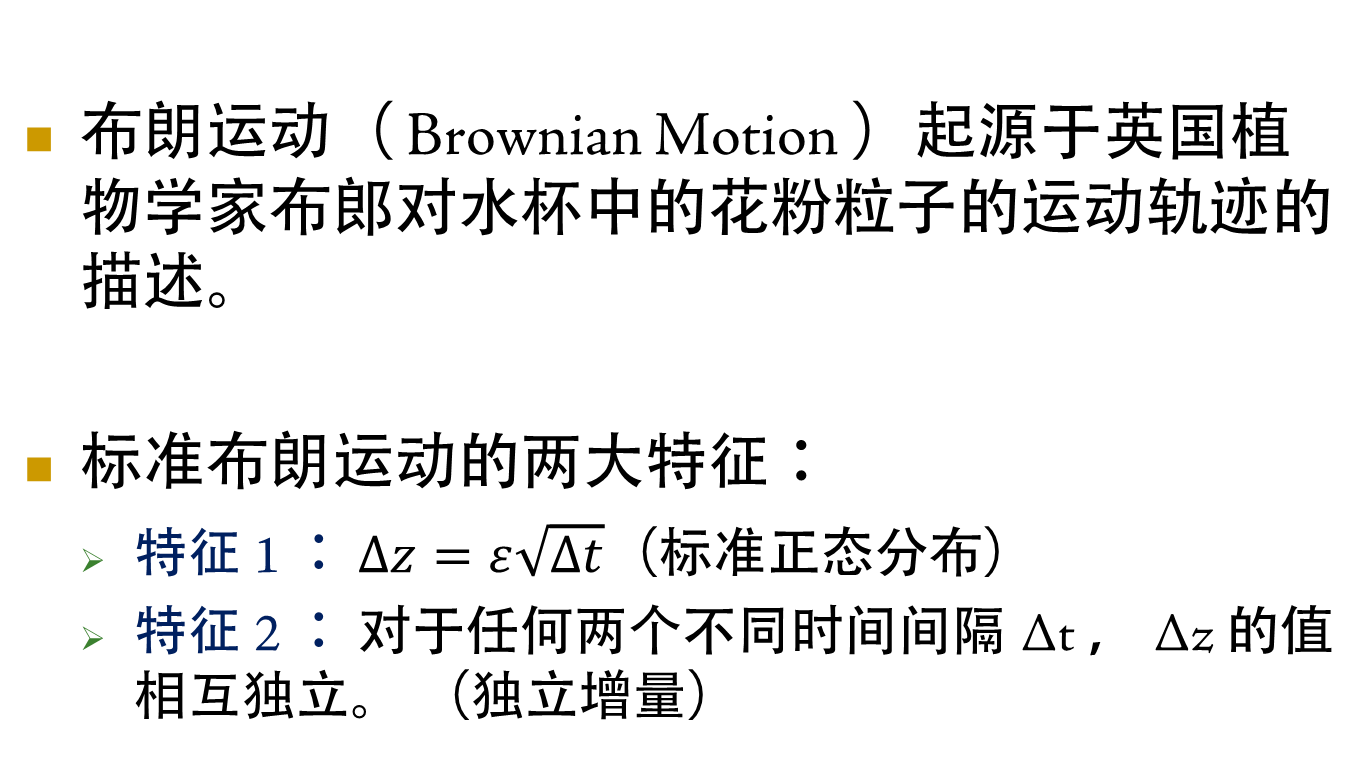 布朗运动（Brownian Motion）起源于英国植
物学家布郎对水杯中的花粉粒子的运动轨迹的
描述。
标准布朗运动的两大特征：
特征1：Δz = ε√Δt（标准正态分布）
特征2：对于任何两个不同时间间隔Δt， Δz的值
相互独立。（独立增量）